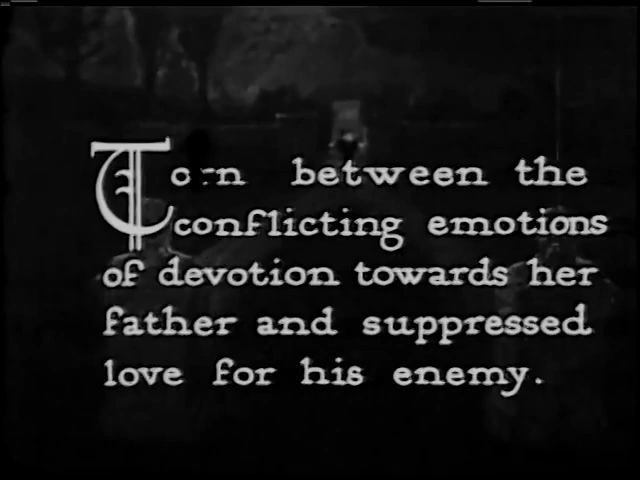 Torn between the
conflicting emotions
of devotion towards her
father and suppressed
love for his enemy.